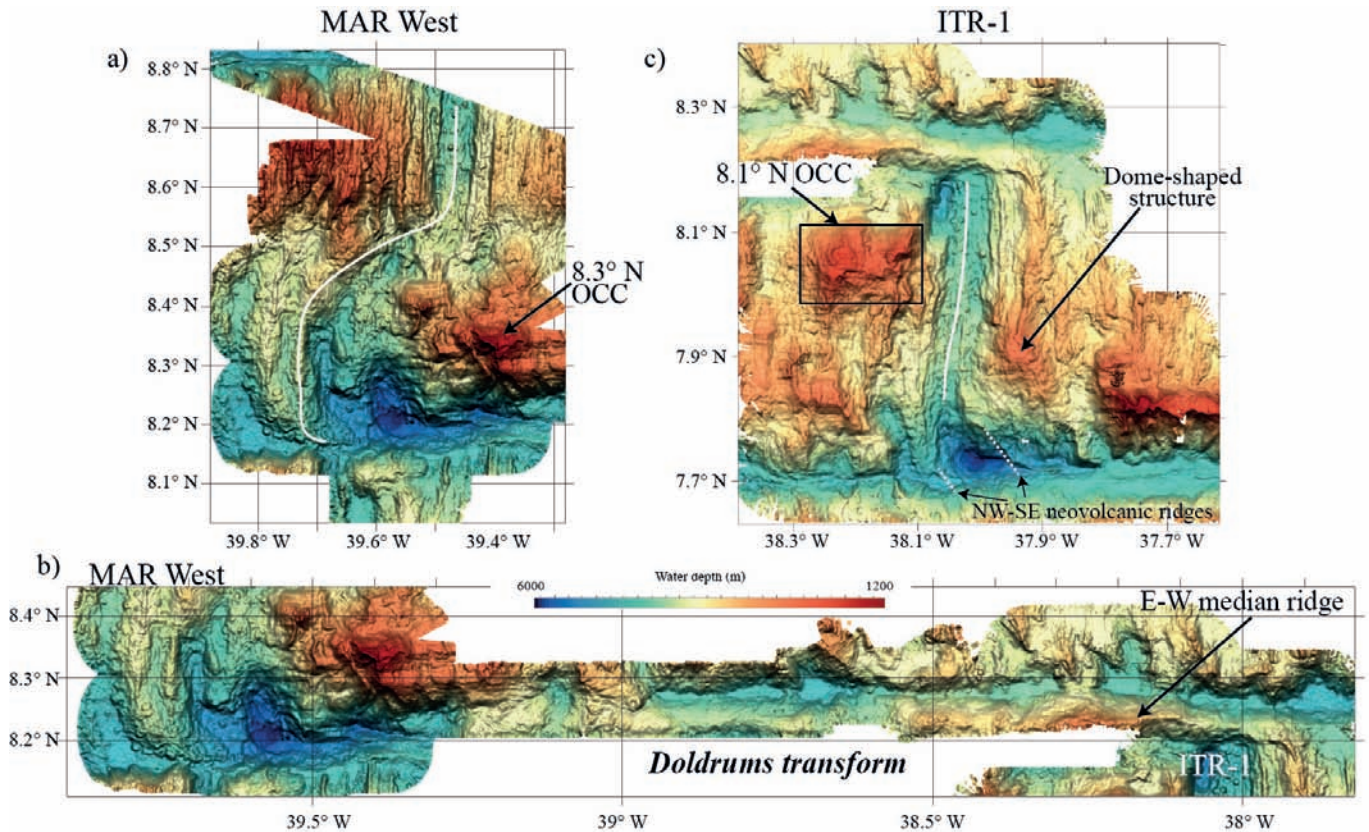 MAR West
a)
8.8° N
8.7° N
8.6° N
8.5° N
8.4° N
8.3° N
8.2° N
8.1° N
39.8° W
39.6° W
39.4° W
8.3° N
OCC
ITR-1
c)
8.3° N
8.1° N
7.9° N
7.7° N
8.1° N OCC
Dome-shaped
structure
NW-SE neovolcanic ridges
38.3° W
38.1° W
37.9° W
37.7° W
b)
MAR West
Water depth (m)
6000
1200
E-W median ridge
8.4° N
8.3° N
8.2° N
Doldrums transform
ITR-1
39.5° W
39° W
38.5° W
38° W